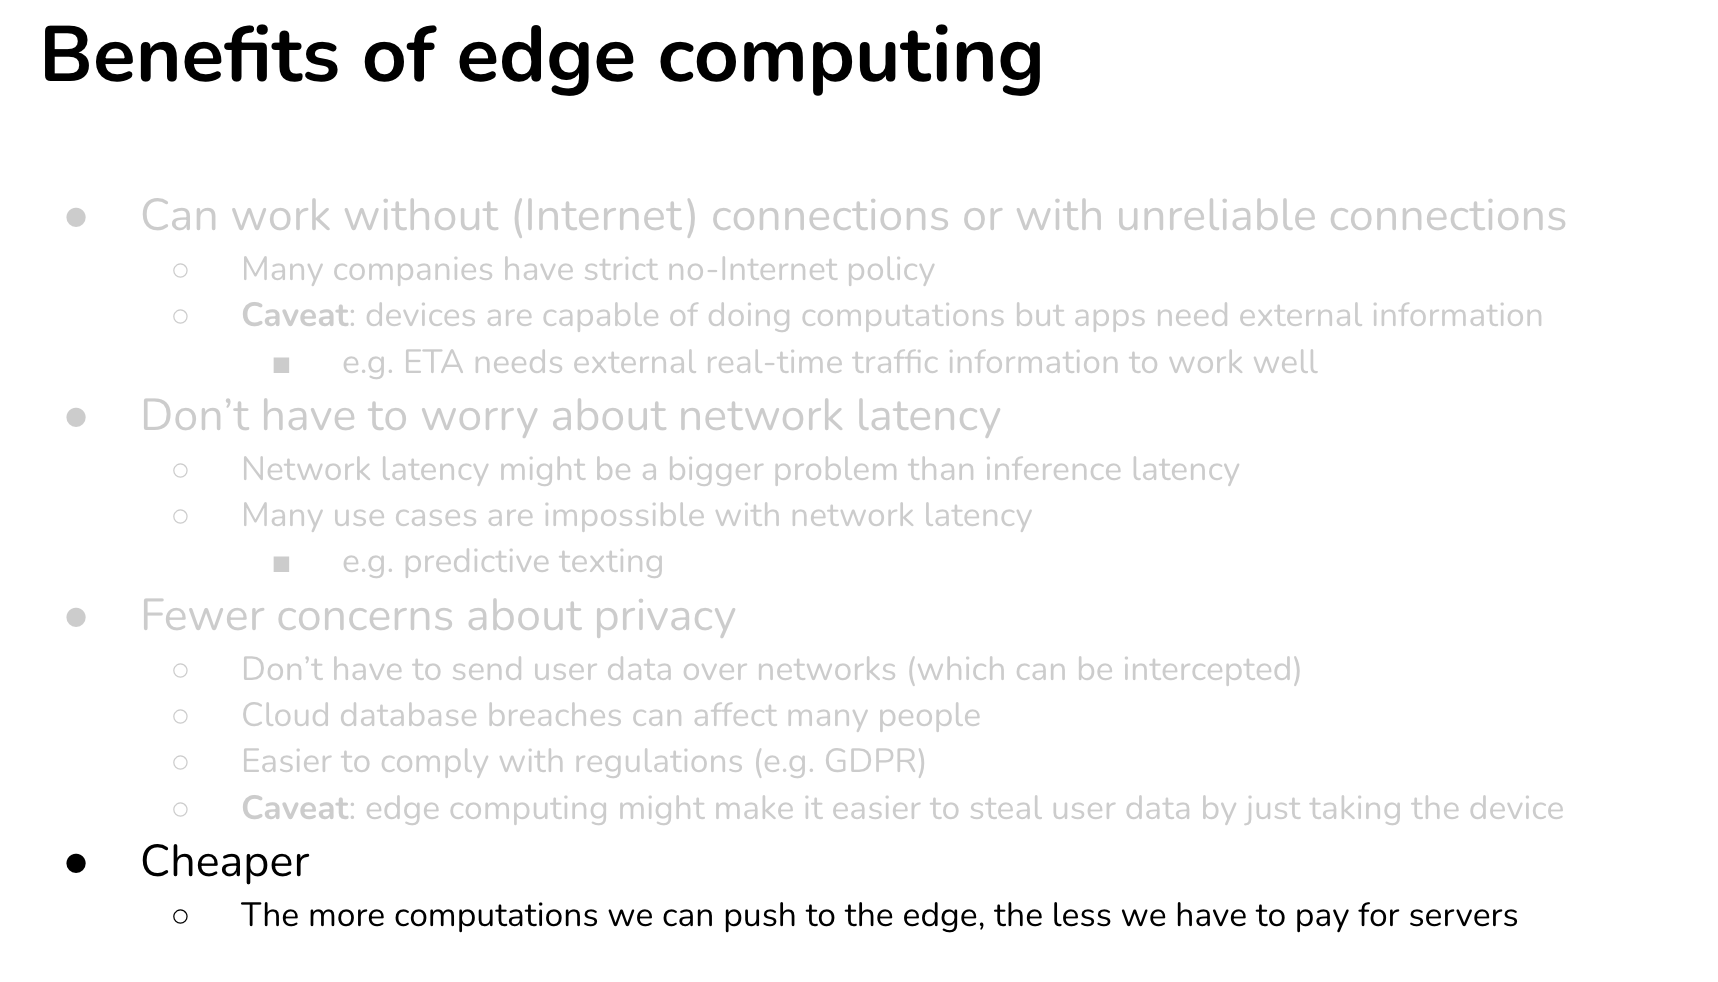 Benefits of edge computing
● Can work without (Internet) connections or with unreliable connections
○ Many companies have strict no-Internet policy
○ Caveat: devices are capable of doing computations but apps need external information
■ e.g. ETA needs external real-time traffic information to work well
● Don’t have to worry about network latency
○ Network latency might be a bigger problem than inference latency
○ Many use cases are impossible with network latency
■ e.g. predictive texting
● Fewer concerns about privacy
○ Don’t have to send user data over networks (which can be intercepted)
○ Cloud database breaches can affect many people
○ Easier to comply with regulations (e.g. GDPR)
○ Caveat: edge computing might make it easier to steal user data by just taking the device
● Cheaper
○ The more computations we can push to the edge, the less we have to pay for servers